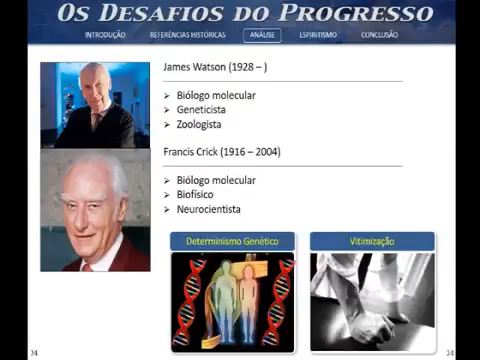 OS DESAFIOS DO PROGRESSO
INTRODUÇÃO REFERÊNCIAS HISTÓRICAS ANÁLISE ESPIRITISMO CONCLUSÃO
James Watson (1928 – )
➢ Biólogo molecular
➢ Geneticista
➢ Zoologista
Francis Crick (1916 – 2004)
➢ Biólogo molecular
➢ Biofísico
➢ Neurocientista
Determinismo Genético
Vitimização
24
24